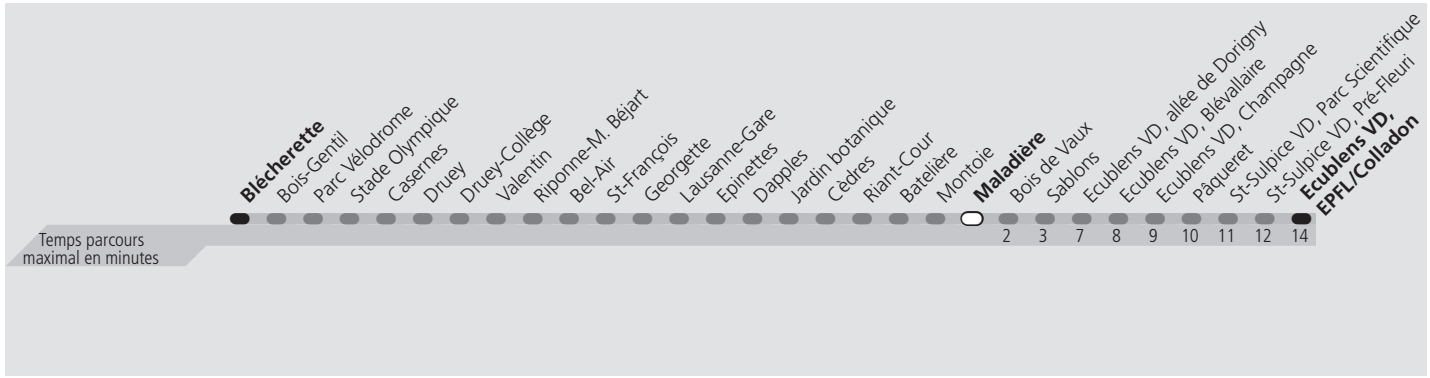 Blécherette
Bois-Gentil
Parc Vélodrome
Stade Olympique
Casernes
Druey
Druey-Collège
Valentin
Riponne-M. Béjart
Bel-Air
St-François
Georgette
Lausanne-Gare
Epinettes
Dapples
Jardin botanique
Cèdres
Riant-Cour
Batelière
Montoie
Maladière
Bois de Vaux
Sablons
Ecublens VD, allée de Dorigny
Ecublens VD, Blévallaire
Ecublens VD, Champagne
Pâqueret
St-Sulpice VD, Parc Scientifique
St-Sulpice VD, Pré-Fleuri
Ecublens VD,
EPFL/Colladon
Temps parcours
maximal en minutes
2 3 7 8 9 10 11 12 14